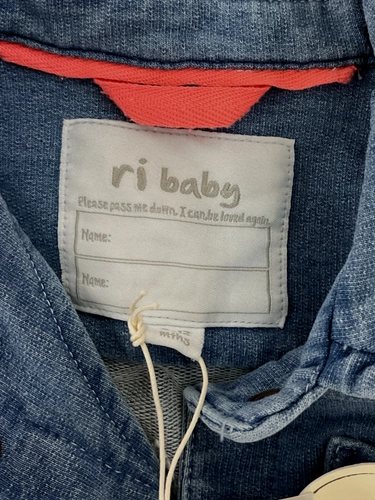 ri baby
Please pass me down. I can be loved again.
Name:
Name:
mths